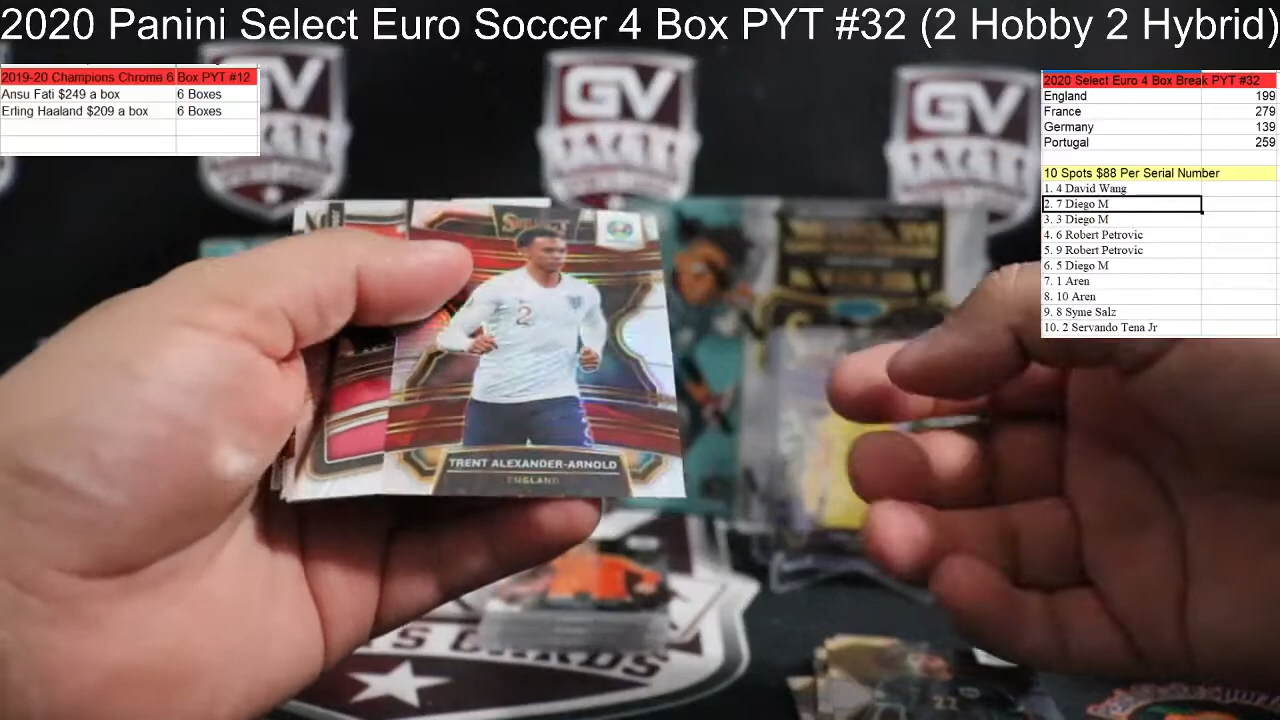 2020 Panini Select Euro Soccer 4 Box PYT #32 (2 Hobby 2 Hybrid)
2019-20 Champions Chrome 6 Box PYT #12
Ansu Fati $249 a box 6 Boxes
Erling Haaland $209 a box 6 Boxes
2020 Select Euro 4 Box Break PYT #32
England 199
France 279
Germany 139
Portugal 259
10 Spots $88 Per Serial Number
1. 4 David Wang
2. 7 Diego M
3. 3 Diego M
4. 6 Robert Petrovic
5. 9 Robert Petrovic
6. 5 Diego M
7. 1 Aren
8. 10 Aren
9. 8 Syme Salz
10. 2 Servando Tena Jr
GV
GV
GV
SELECT
2
TRENT ALEXANDER-ARNOLD
ENGLAND
S CARDS
22